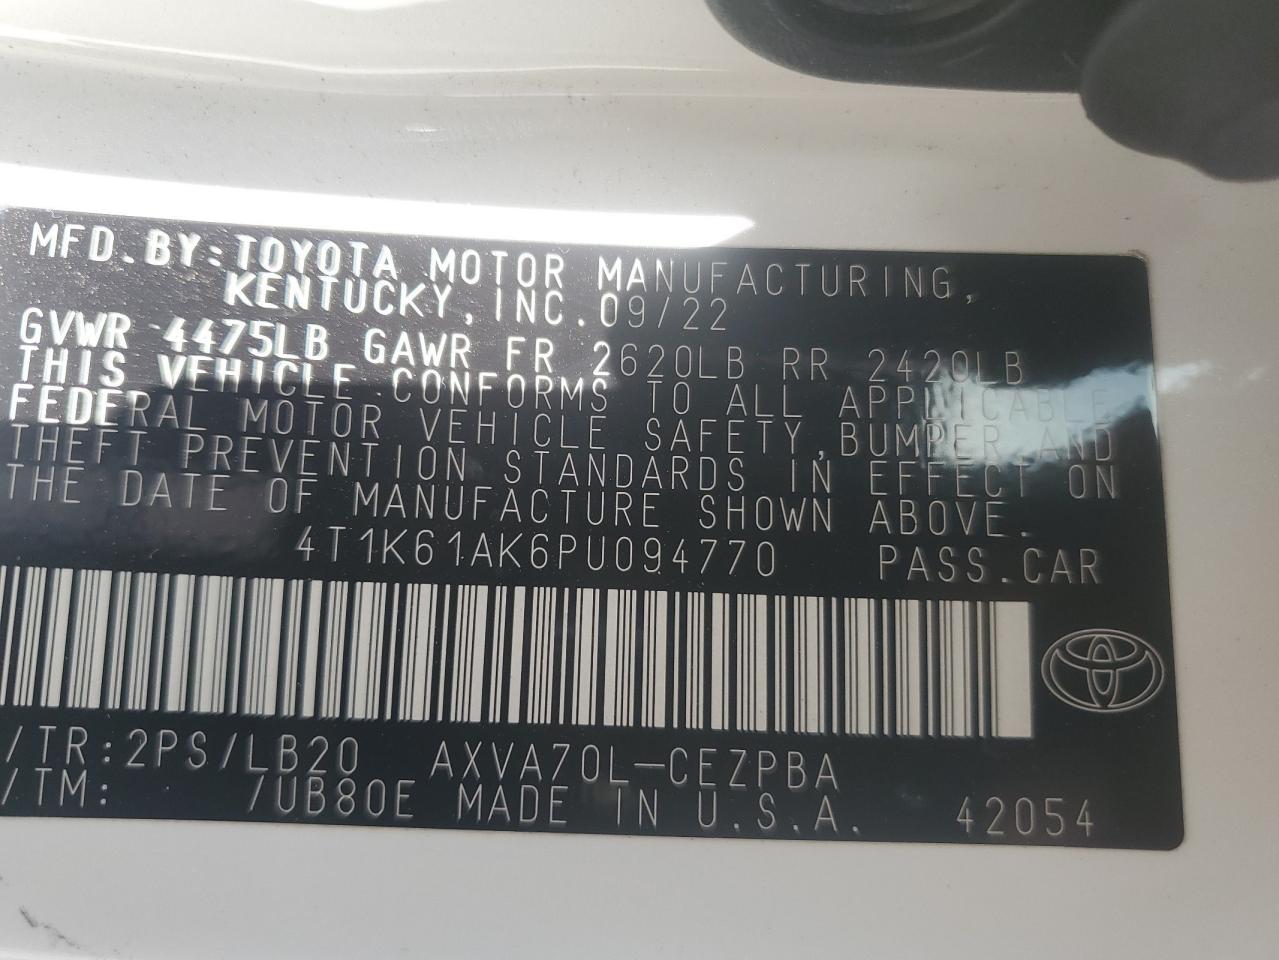 MFD. BY: TOYOTA MOTOR MANUFACTURING,
KENTUCKY, INC. 09/22
GVWR 4475LB GAWR FR 2620LB RR 2420LB
THIS VEHICLE CONFORMS TO ALL APPLICABLE
FEDERAL MOTOR VEHICLE SAFETY, BUMPER, AND
THEFT PREVENTION STANDARDS IN EFFECT ON
THE DATE OF MANUFACTURE SHOWN ABOVE.
4T1K61AK6PU094770 PASS. CAR
/TR: 2PS/LB20 AXVA70L-CEZPBA
/TM: /UB80E MADE IN U.S.A. 42054